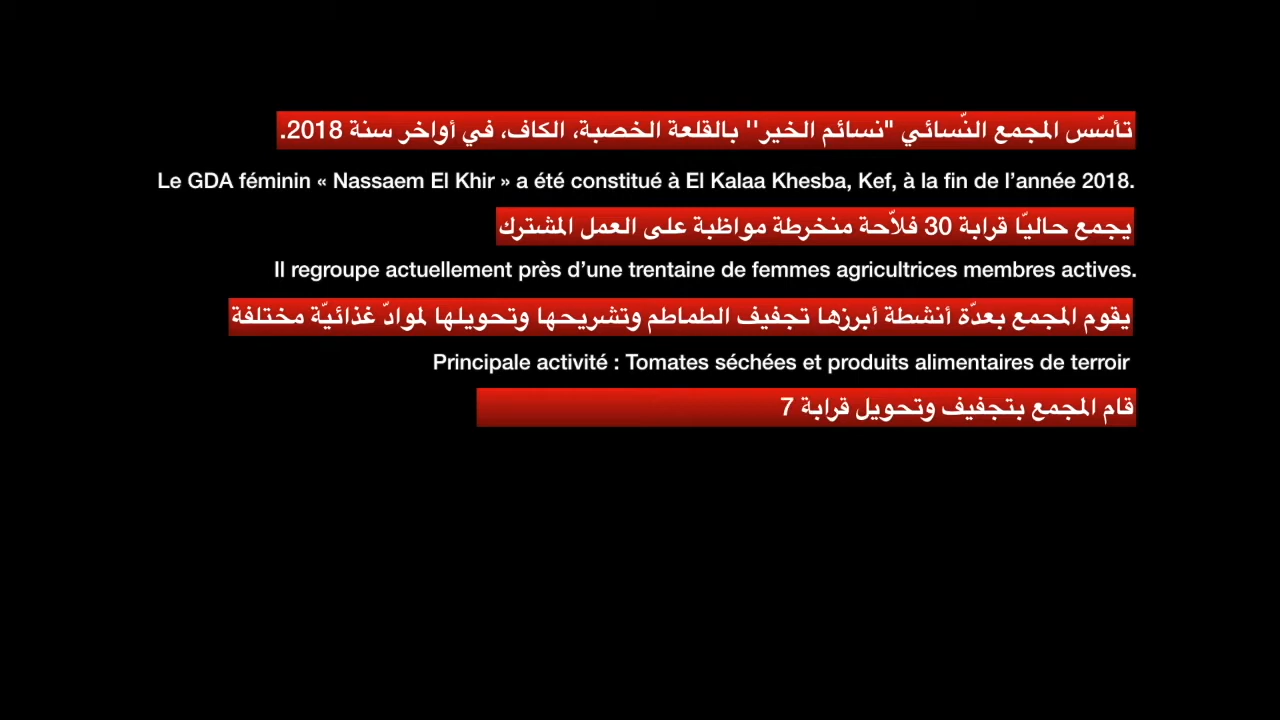 تأسّس المجمع النّسائي "نسائم الخير'' بالقلعة الخصبة، الكاف، في أواخر سنة 2018.
Le GDA féminin « Nassaem El Khir » a été constitué à El Kalaa Khesba, Kef, à la fin de l’année 2018.
يجمع حاليّا قرابة 30 فلاّحة منخرطة مواظبة على العمل المشترك
Il regroupe actuellement près d’une trentaine de femmes agricultrices membres actives.
يقوم المجمع بعدّة أنشطة أبرزها تجفيف الطماطم وتشريحها وتحويلها لموادّ غذائيّة مختلفة
Principale activité : Tomates séchées et produits alimentaires de terroir
قام المجمع بتجفيف وتحويل قرابة 7